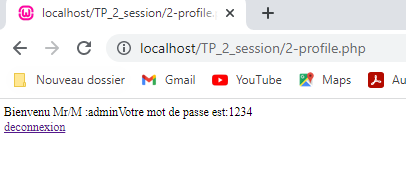 localhost/TP_2_session/2-profile.
localhost/TP_2_session/2-profile.php
Nouveau dossier Gmail YouTube Maps Au
Bienvenu Mr/M :adminVotre mot de passe est:1234
deconnexion